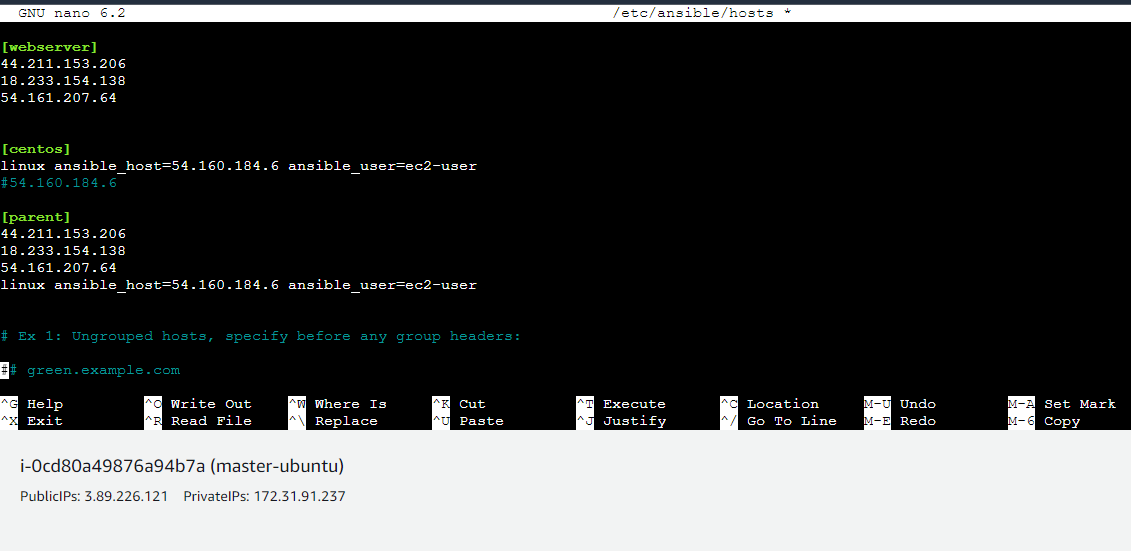 GNU nano 6.2 /etc/ansible/hosts *
[webserver]
44.211.153.206
18.233.154.138
54.161.207.64
[centos]
linux ansible_host=54.160.184.6 ansible_user=ec2-user
#54.160.184.6
[parent]
44.211.153.206
18.233.154.138
54.161.207.64
linux ansible_host=54.160.184.6 ansible_user=ec2-user
# Ex 1: Ungrouped hosts, specify before any group headers:
## green.example.com
^G Help ^O Write Out ^W Where Is ^K Cut ^T Execute ^C Location M-U Undo M-A Set Mark
^X Exit ^R Read File ^\ Replace ^U Paste ^J Justify ^/ Go To Line M-E Redo M-6 Copy
i-0cd80a49876a94b7a (master-ubuntu)
PublicIPs: 3.89.226.121 PrivateIPs: 172.31.91.237